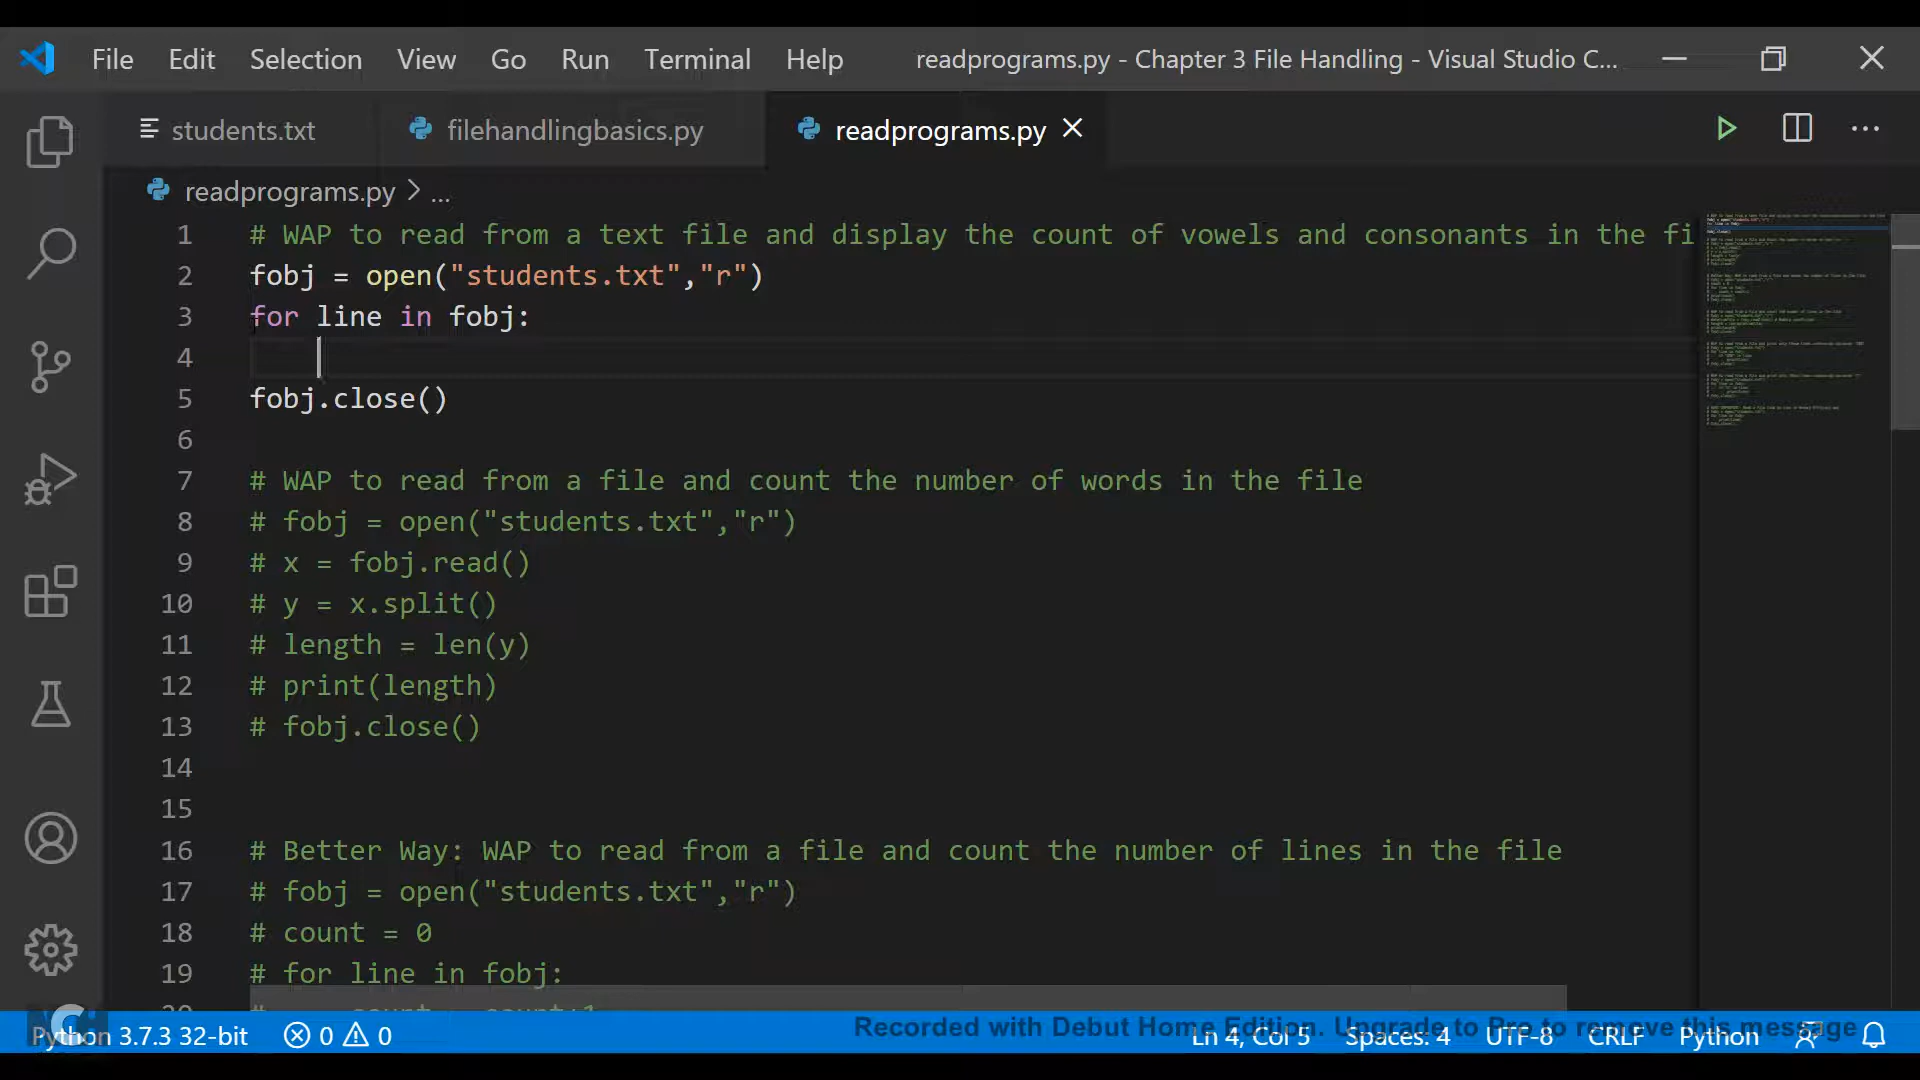 File Edit Selection View Go Run Terminal Help readprograms.py - Chapter 3 File Handling - Visual Studio C...
students.txt filehandlingbasics.py readprograms.py
readprograms.py > ...
1 # WAP to read from a text file and display the count of vowels and consonants in the fi
2 fobj = open("students.txt","r")
3 for line in fobj:
4
5 fobj.close()
6
7 # WAP to read from a file and count the number of words in the file
8 # fobj = open("students.txt","r")
9 # x = fobj.read()
10 # y = x.split()
11 # length = len(y)
12 # print(length)
13 # fobj.close()
14
15
16 # Better Way: WAP to read from a file and count the number of lines in the file
17 # fobj = open("students.txt","r")
18 # count = 0
19 # for line in fobj:
20 # count = count+1
Python 3.7.3 32-bit 0 0 Ln 4, Col 5 Spaces: 4 UTF-8 CRLF Python
Recorded with Debut Home Edition. Upgrade to Pro to remove this message